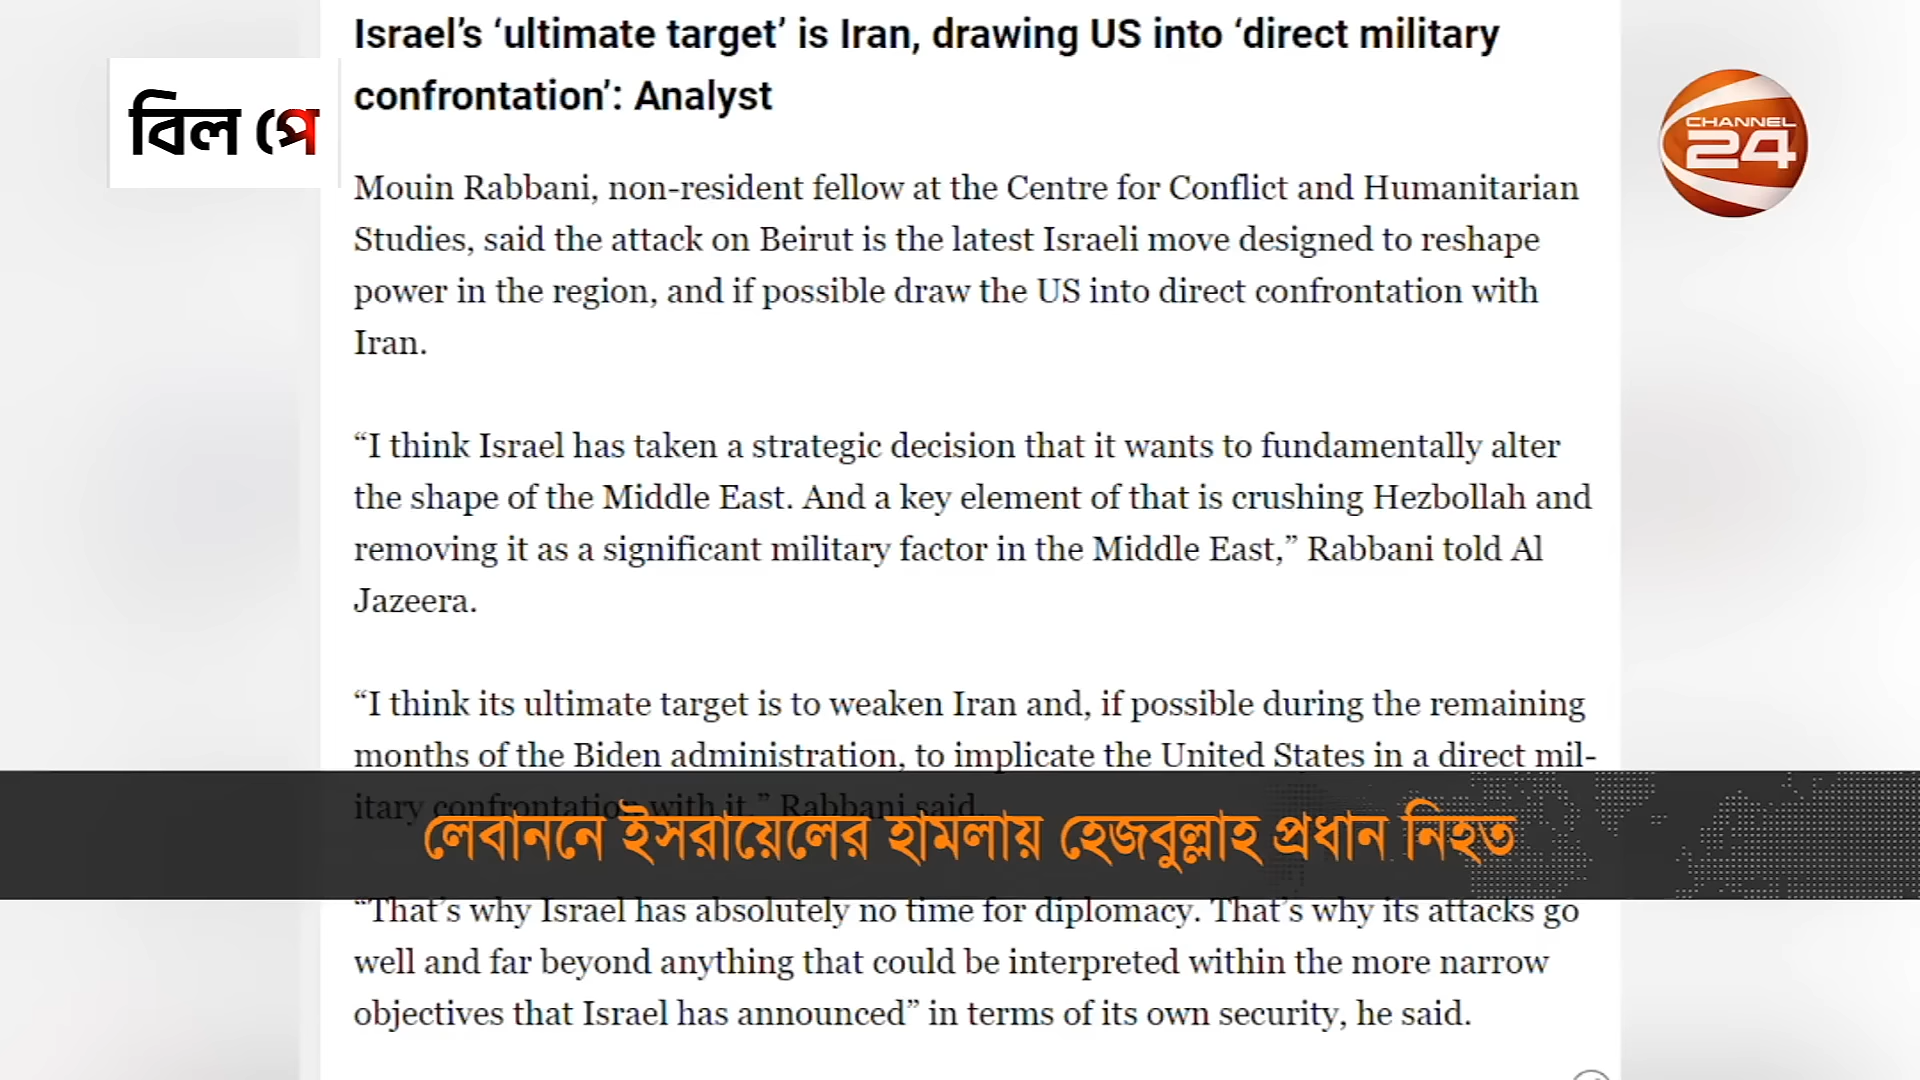 Israel’s ‘ultimate target’ is Iran, drawing US into ‘direct military
confrontation’: Analyst
বিল পে
CHANNEL
24
Mouin Rabbani, non-resident fellow at the Centre for Conflict and Humanitarian
Studies, said the attack on Beirut is the latest Israeli move designed to reshape
power in the region, and if possible draw the US into direct confrontation with
Iran.
“I think Israel has taken a strategic decision that it wants to fundamentally alter
the shape of the Middle East. And a key element of that is crushing Hezbollah and
removing it as a significant military factor in the Middle East,” Rabbani told Al
Jazeera.
“I think its ultimate target is to weaken Iran and, if possible during the remaining
months of the Biden administration, to implicate the United States in a direct mil-
itary confrontation with it,” Rabbani said.
লেবাননে ইসরায়েলের হামলায় হেজবুল্লাহ প্রধান নিহত
“That’s why Israel has absolutely no time for diplomacy. That’s why its attacks go
well and far beyond anything that could be interpreted within the more narrow
objectives that Israel has announced” in terms of its own security, he said.